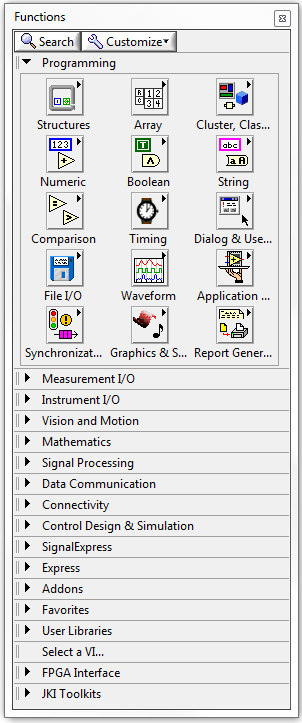 Functions
Search Customize
Programming
Structures Array Cluster, Clas...
Numeric Boolean String
Comparison Timing Dialog & Use...
File I/O Waveform Application ...
Synchronizat... Graphics & S... Report Gener...
Measurement I/O
Instrument I/O
Vision and Motion
Mathematics
Signal Processing
Data Communication
Connectivity
Control Design & Simulation
SignalExpress
Express
Addons
Favorites
User Libraries
Select a VI...
FPGA Interface
JKI Toolkits